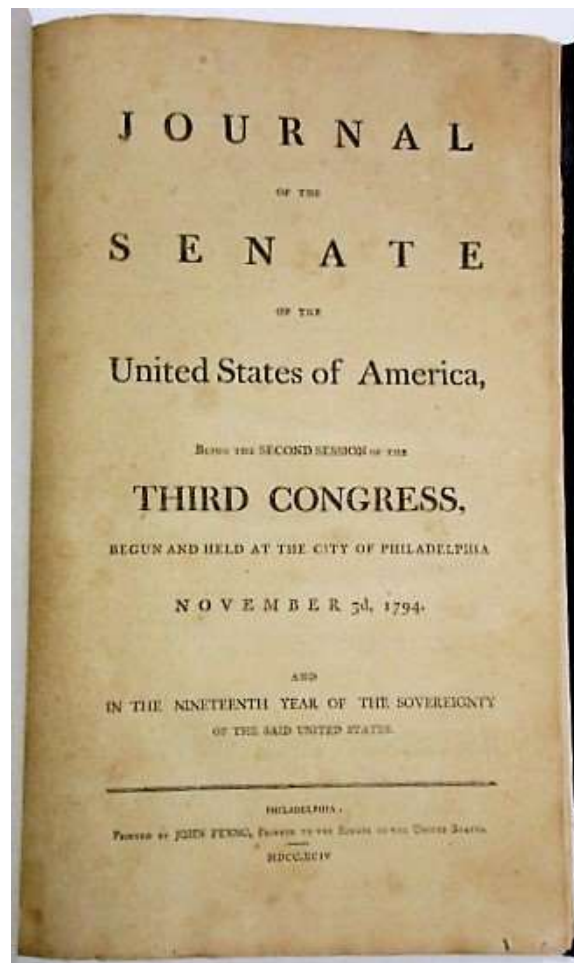 JOURNAL
OF THE
SENATE
OF THE
United States of America,
BEING THE SECOND SESSION OF THE
THIRD CONGRESS,
BEGUN AND HELD AT THE CITY OF PHILADELPHIA
NOVEMBER 3d, 1794.
AND
IN THE NINETEENTH YEAR OF THE SOVEREIGNTY
OF THE SAID UNITED STATES.
PHILADELPHIA:
PRINTED BY JOHN FENNO, PRINTER TO THE SENATE OF THE UNITED STATES.
MDCC,XCIV